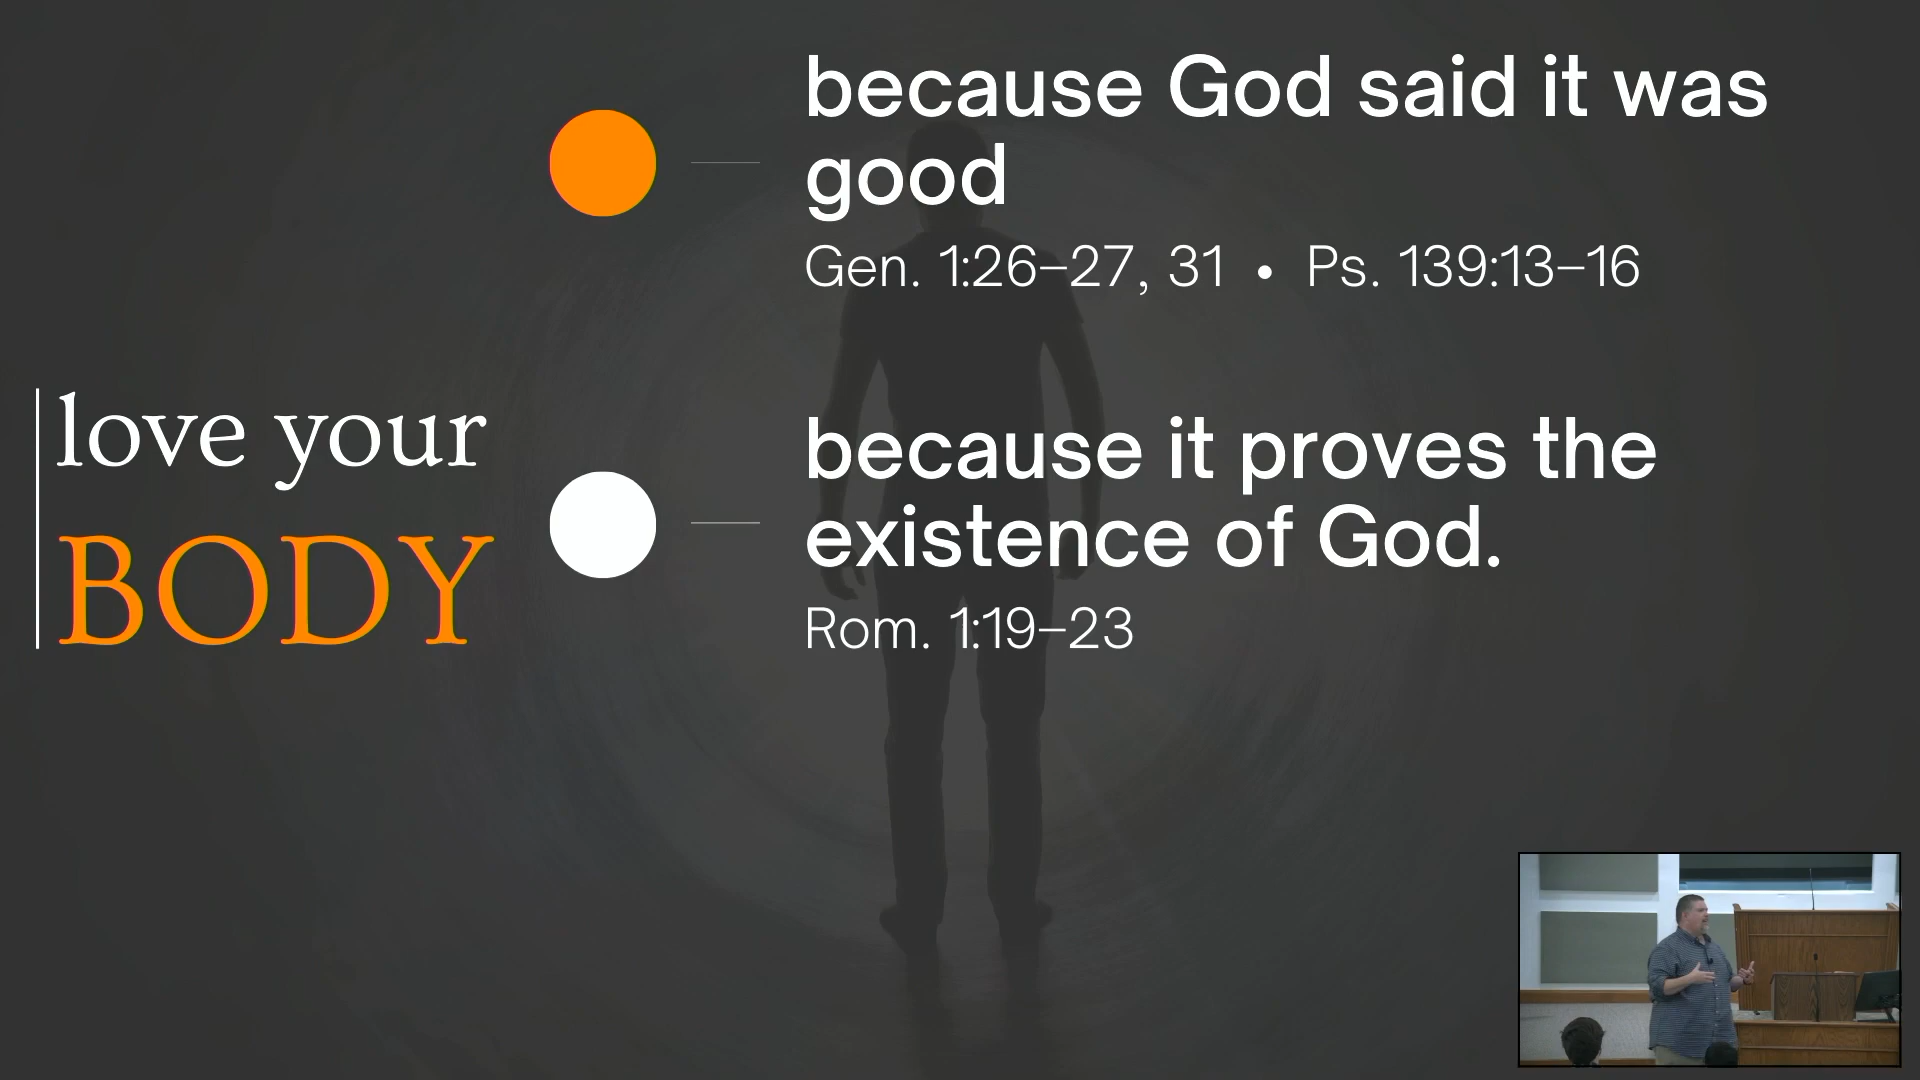 love your
BODY
because God said it was
good
Gen. 1:26–27, 31 • Ps. 139:13–16
because it proves the
existence of God.
Rom. 1:19–23